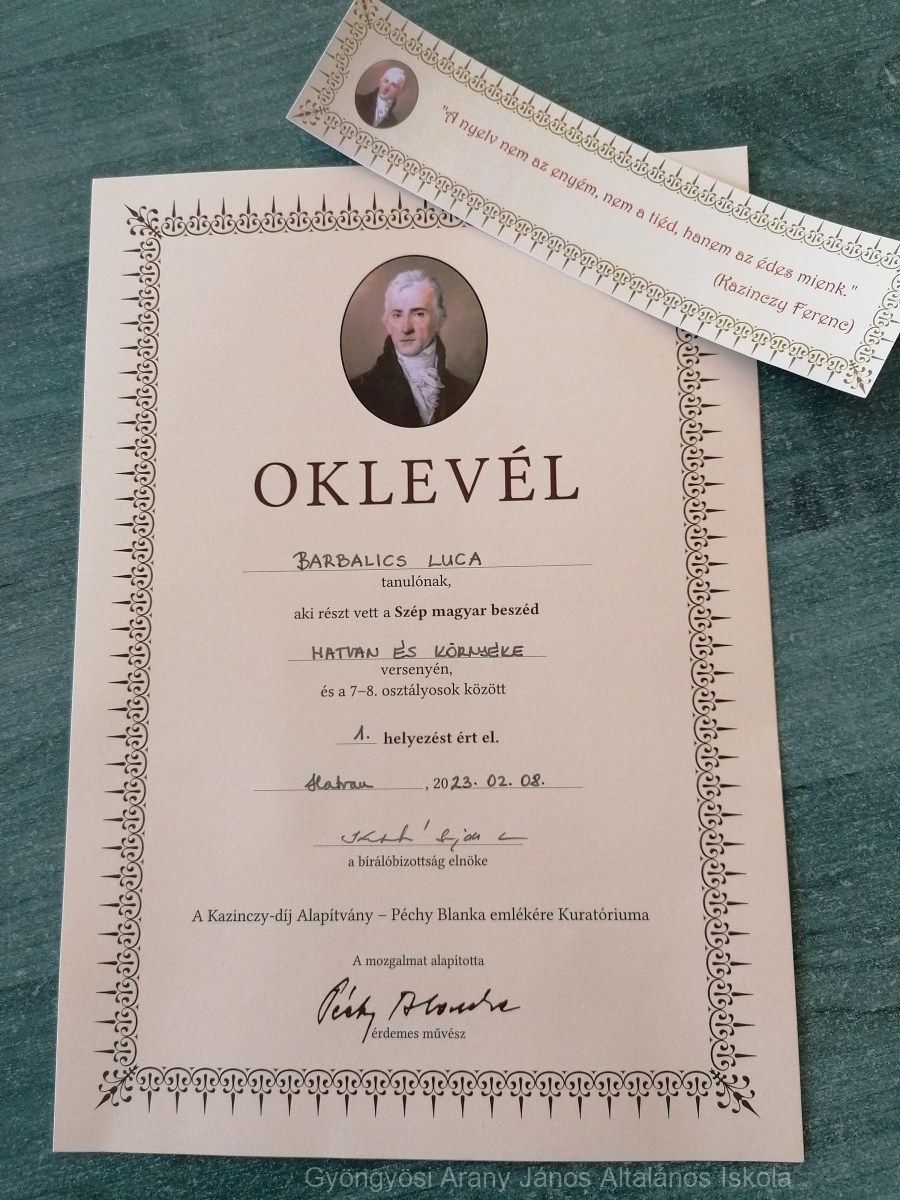 "A nyelv nem az enyém, nem a tiéd, hanem az édes mienk."
(Kazinczy Ferenc)
OKLEVÉL
BARBALICS LUCA
tanulónak,
aki részt vett a Szép magyar beszéd
HATVAN ÉS KÖRNYÉKE
versenyén,
és a 7–8. osztályosok között
1. helyezést ért el.
Hatvan, 2023. 02. 08.
a bírálóbizottság elnöke
A Kazinczy-díj Alapítvány – Péchy Blanka emlékére Kuratóriuma
A mozgalmat alapította
Péchy Blanka
érdemes művész
Gyöngyösi Arany János Általános Iskola